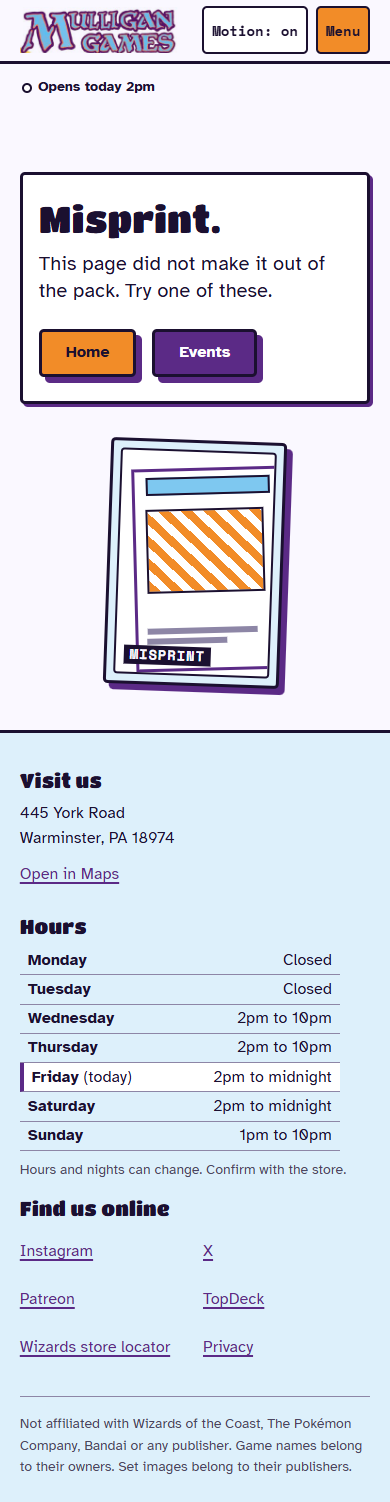 MULLIGAN GAMES
Motion: on
Menu
Opens today 2pm
Misprint.
This page did not make it out of
the pack. Try one of these.
Home
Events
MISPRINT
Visit us
445 York Road
Warminster, PA 18974
Open in Maps
Hours
Monday Closed
Tuesday Closed
Wednesday 2pm to 10pm
Thursday 2pm to 10pm
Friday (today) 2pm to midnight
Saturday 2pm to midnight
Sunday 1pm to 10pm
Hours and nights can change. Confirm with the store.
Find us online
Instagram X
Patreon TopDeck
Wizards store locator Privacy
Not affiliated with Wizards of the Coast, The Pokémon
Company, Bandai or any publisher. Game names belong
to their owners. Set images belong to their publishers.